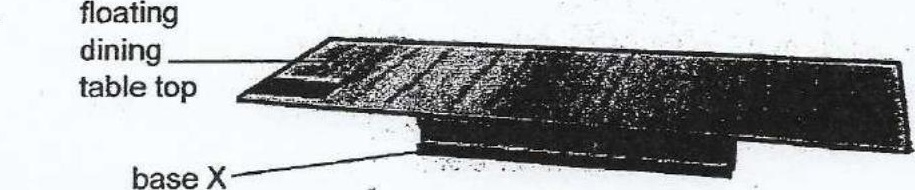 floating
dining
table top
base X